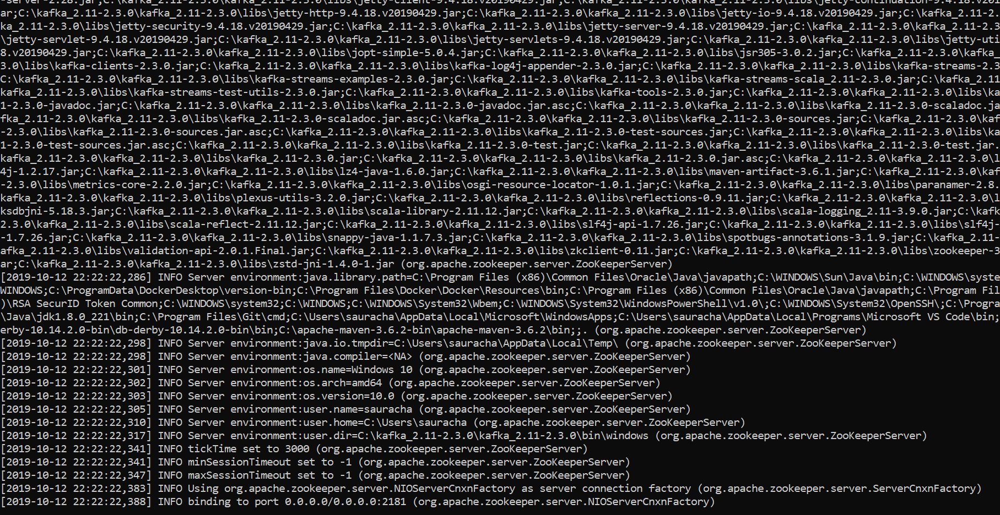 -server-2.28.jar;C:\kafka_2.11-2.3.0\kafka_2.11-2.3.0\libs\jetty-client-9.4.18.v20190429.jar;C:\kafka_2.11-2.3.0\kafka_2.11-2.3.0\libs\jetty-continuation-9.4.18.v201
ar;C:\kafka_2.11-2.3.0\kafka_2.11-2.3.0\libs\jetty-http-9.4.18.v20190429.jar;C:\kafka_2.11-2.3.0\kafka_2.11-2.3.0\libs\jetty-io-9.4.18.v20190429.jar;C:\kafka_2.11-2.
ka_2.11-2.3.0\libs\jetty-security-9.4.18.v20190429.jar;C:\kafka_2.11-2.3.0\kafka_2.11-2.3.0\libs\jetty-server-9.4.18.v20190429.jar;C:\kafka_2.11-2.3.0\kafka_2.11-2.3
\jetty-servlet-9.4.18.v20190429.jar;C:\kafka_2.11-2.3.0\kafka_2.11-2.3.0\libs\jetty-servlets-9.4.18.v20190429.jar;C:\kafka_2.11-2.3.0\kafka_2.11-2.3.0\libs\jetty-uti
8.v20190429.jar;C:\kafka_2.11-2.3.0\kafka_2.11-2.3.0\libs\jopt-simple-5.0.4.jar;C:\kafka_2.11-2.3.0\kafka_2.11-2.3.0\libs\jsr305-3.0.2.jar;C:\kafka_2.11-2.3.0\kafka_
3.0\libs\kafka-clients-2.3.0.jar;C:\kafka_2.11-2.3.0\kafka_2.11-2.3.0\libs\kafka-log4j-appender-2.3.0.jar;C:\kafka_2.11-2.3.0\kafka_2.11-2.3.0\libs\kafka-streams-2.3
C:\kafka_2.11-2.3.0\kafka_2.11-2.3.0\libs\kafka-streams-examples-2.3.0.jar;C:\kafka_2.11-2.3.0\kafka_2.11-2.3.0\libs\kafka-streams-scala_2.11-2.3.0.jar;C:\kafka_2.11
kafka_2.11-2.3.0\libs\kafka-streams-test-utils-2.3.0.jar;C:\kafka_2.11-2.3.0\kafka_2.11-2.3.0\libs\kafka-tools-2.3.0.jar;C:\kafka_2.11-2.3.0\kafka_2.11-2.3.0\libs\ka
1-2.3.0-javadoc.jar;C:\kafka_2.11-2.3.0\kafka_2.11-2.3.0\libs\kafka_2.11-2.3.0-javadoc.jar.asc;C:\kafka_2.11-2.3.0\kafka_2.11-2.3.0\libs\kafka_2.11-2.3.0-scaladoc.ja
fka_2.11-2.3.0\kafka_2.11-2.3.0\libs\kafka_2.11-2.3.0-scaladoc.jar.asc;C:\kafka_2.11-2.3.0\kafka_2.11-2.3.0\libs\kafka_2.11-2.3.0-sources.jar;C:\kafka_2.11-2.3.0\kaf
-2.3.0\libs\kafka_2.11-2.3.0-sources.jar.asc;C:\kafka_2.11-2.3.0\kafka_2.11-2.3.0\libs\kafka_2.11-2.3.0-test-sources.jar;C:\kafka_2.11-2.3.0\kafka_2.11-2.3.0\libs\ka
1-2.3.0-test-sources.jar.asc;C:\kafka_2.11-2.3.0\kafka_2.11-2.3.0\libs\kafka_2.11-2.3.0-test.jar;C:\kafka_2.11-2.3.0\kafka_2.11-2.3.0\libs\kafka_2.11-2.3.0-test.jar.
kafka_2.11-2.3.0\kafka_2.11-2.3.0\libs\kafka_2.11-2.3.0.jar;C:\kafka_2.11-2.3.0\kafka_2.11-2.3.0\libs\kafka_2.11-2.3.0.jar.asc;C:\kafka_2.11-2.3.0\kafka_2.11-2.3.0\l
4j-1.2.17.jar;C:\kafka_2.11-2.3.0\kafka_2.11-2.3.0\libs\lz4-java-1.6.0.jar;C:\kafka_2.11-2.3.0\kafka_2.11-2.3.0\libs\maven-artifact-3.6.1.jar;C:\kafka_2.11-2.3.0\kaf
-2.3.0\libs\metrics-core-2.2.0.jar;C:\kafka_2.11-2.3.0\kafka_2.11-2.3.0\libs\osgi-resource-locator-1.0.1.jar;C:\kafka_2.11-2.3.0\kafka_2.11-2.3.0\libs\paranamer-2.8.
kafka_2.11-2.3.0\kafka_2.11-2.3.0\libs\plexus-utils-3.2.0.jar;C:\kafka_2.11-2.3.0\kafka_2.11-2.3.0\libs\reflections-0.9.11.jar;C:\kafka_2.11-2.3.0\kafka_2.11-2.3.0\l
ksdbjni-5.18.3.jar;C:\kafka_2.11-2.3.0\kafka_2.11-2.3.0\libs\scala-library-2.11.12.jar;C:\kafka_2.11-2.3.0\kafka_2.11-2.3.0\libs\scala-logging_2.11-3.9.0.jar;C:\kafk
2.3.0\kafka_2.11-2.3.0\libs\scala-reflect-2.11.12.jar;C:\kafka_2.11-2.3.0\kafka_2.11-2.3.0\libs\slf4j-api-1.7.26.jar;C:\kafka_2.11-2.3.0\kafka_2.11-2.3.0\libs\slf4j-
-1.7.26.jar;C:\kafka_2.11-2.3.0\kafka_2.11-2.3.0\libs\snappy-java-1.1.7.3.jar;C:\kafka_2.11-2.3.0\kafka_2.11-2.3.0\libs\spotbugs-annotations-3.1.9.jar;C:\kafka_2.11-
afka_2.11-2.3.0\libs\validation-api-2.0.1.Final.jar;C:\kafka_2.11-2.3.0\kafka_2.11-2.3.0\libs\zkclient-0.11.jar;C:\kafka_2.11-2.3.0\kafka_2.11-2.3.0\libs\zookeeper-3
ar;C:\kafka_2.11-2.3.0\kafka_2.11-2.3.0\libs\zstd-jni-1.4.0-1.jar (org.apache.zookeeper.server.ZooKeeperServer)
[2019-10-12 22:22:22,286] INFO Server environment:java.library.path=C:\Program Files (x86)\Common Files\Oracle\Java\javapath;C:\WINDOWS\Sun\Java\bin;C:\WINDOWS\syste
WINDOWS;C:\ProgramData\DockerDesktop\version-bin;C:\Program Files\Docker\Docker\Resources\bin;C:\Program Files (x86)\Common Files\Oracle\Java\javapath;C:\Program Fil
)\RSA SecurID Token Common;C:\WINDOWS\system32;C:\WINDOWS;C:\WINDOWS\System32\Wbem;C:\WINDOWS\System32\WindowsPowerShell\v1.0\;C:\WINDOWS\System32\OpenSSH\;C:\Progra
\Java\jdk1.8.0_221\bin;C:\Program Files\Git\cmd;C:\Users\sauracha\AppData\Local\Microsoft\WindowsApps;C:\Users\sauracha\AppData\Local\Programs\Microsoft VS Code\bin;
erby-10.14.2.0-bin\db-derby-10.14.2.0-bin\bin;C:\apache-maven-3.6.2-bin\apache-maven-3.6.2\bin;;. (org.apache.zookeeper.server.ZooKeeperServer)
[2019-10-12 22:22:22,298] INFO Server environment:java.io.tmpdir=C:\Users\sauracha\AppData\Local\Temp\ (org.apache.zookeeper.server.ZooKeeperServer)
[2019-10-12 22:22:22,298] INFO Server environment:java.compiler=<NA> (org.apache.zookeeper.server.ZooKeeperServer)
[2019-10-12 22:22:22,301] INFO Server environment:os.name=Windows 10 (org.apache.zookeeper.server.ZooKeeperServer)
[2019-10-12 22:22:22,302] INFO Server environment:os.arch=amd64 (org.apache.zookeeper.server.ZooKeeperServer)
[2019-10-12 22:22:22,303] INFO Server environment:os.version=10.0 (org.apache.zookeeper.server.ZooKeeperServer)
[2019-10-12 22:22:22,305] INFO Server environment:user.name=sauracha (org.apache.zookeeper.server.ZooKeeperServer)
[2019-10-12 22:22:22,310] INFO Server environment:user.home=C:\Users\sauracha (org.apache.zookeeper.server.ZooKeeperServer)
[2019-10-12 22:22:22,317] INFO Server environment:user.dir=C:\kafka_2.11-2.3.0\kafka_2.11-2.3.0\bin\windows (org.apache.zookeeper.server.ZooKeeperServer)
[2019-10-12 22:22:22,341] INFO tickTime set to 3000 (org.apache.zookeeper.server.ZooKeeperServer)
[2019-10-12 22:22:22,341] INFO minSessionTimeout set to -1 (org.apache.zookeeper.server.ZooKeeperServer)
[2019-10-12 22:22:22,347] INFO maxSessionTimeout set to -1 (org.apache.zookeeper.server.ZooKeeperServer)
[2019-10-12 22:22:22,383] INFO Using org.apache.zookeeper.server.NIOServerCnxnFactory as server connection factory (org.apache.zookeeper.server.ServerCnxnFactory)
[2019-10-12 22:22:22,388] INFO binding to port 0.0.0.0/0.0.0.0:2181 (org.apache.zookeeper.server.NIOServerCnxnFactory)